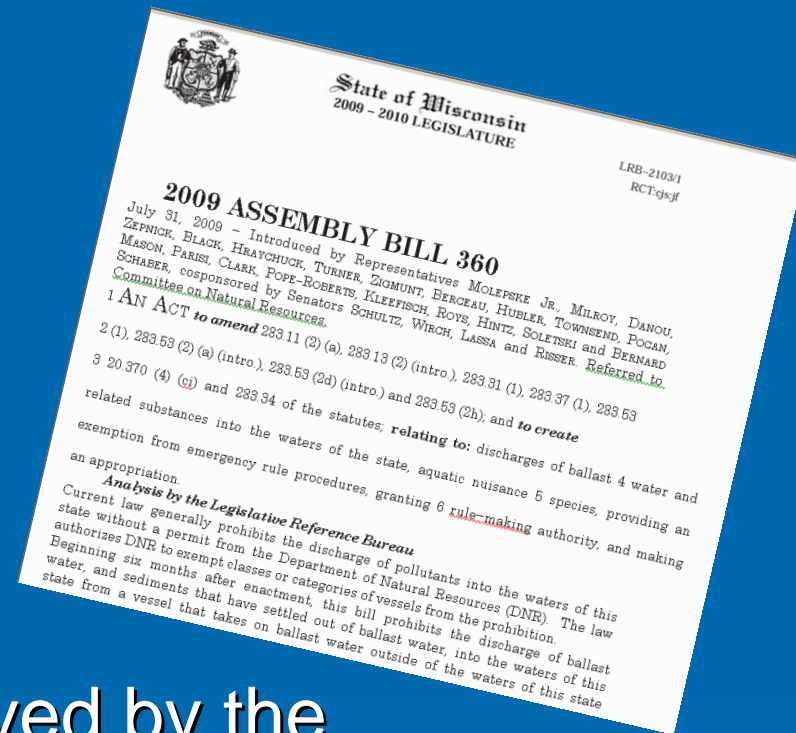 State of Wisconsin
2009 – 2010 LEGISLATURE
LRB–2103/1
RCT:cjs:jf
2009 ASSEMBLY BILL 360
July 31, 2009 – Introduced by Representatives MOLEPSKE JR., MILROY, DANOU,
ZEPNICK, BLACK, HRAYCHUCK, TURNER, ZIGMUNT, BERCEAU, HUBLER, TOWNSEND, POCAN,
MASON, PARISI, CLARK, POPE–ROBERTS, KLEEFISCH, ROYS, HINTZ, SOLETSKI and BERNARD
SCHABER, cosponsored by Senators SCHULTZ, WIRCH, LASSA and RISSER. Referred to
Committee on Natural Resources.
1 AN ACT to amend 283.11 (2) (a), 283.13 (2) (intro.), 283.31 (1), 283.37 (1), 283.53
2 (1), 283.53 (2) (a) (intro.), 283.53 (2d) (intro.) and 283.53 (2h); and to create
3 20.370 (4) (ci) and 283.34 of the statutes; relating to: discharges of ballast 4 water and
related substances into the waters of the state, aquatic nuisance 5 species, providing an
exemption from emergency rule procedures, granting 6 rule–making authority, and making
an appropriation.
Analysis by the Legislative Reference Bureau
Current law generally prohibits the discharge of pollutants into the waters of this
state without a permit from the Department of Natural Resources (DNR). The law
authorizes DNR to exempt classes or categories of vessels from the prohibition.
Beginning six months after enactment, this bill prohibits the discharge of ballast
water, and sediments that have settled out of ballast water, into the waters of this
state from a vessel that takes on ballast water outside of the waters of this state
by the